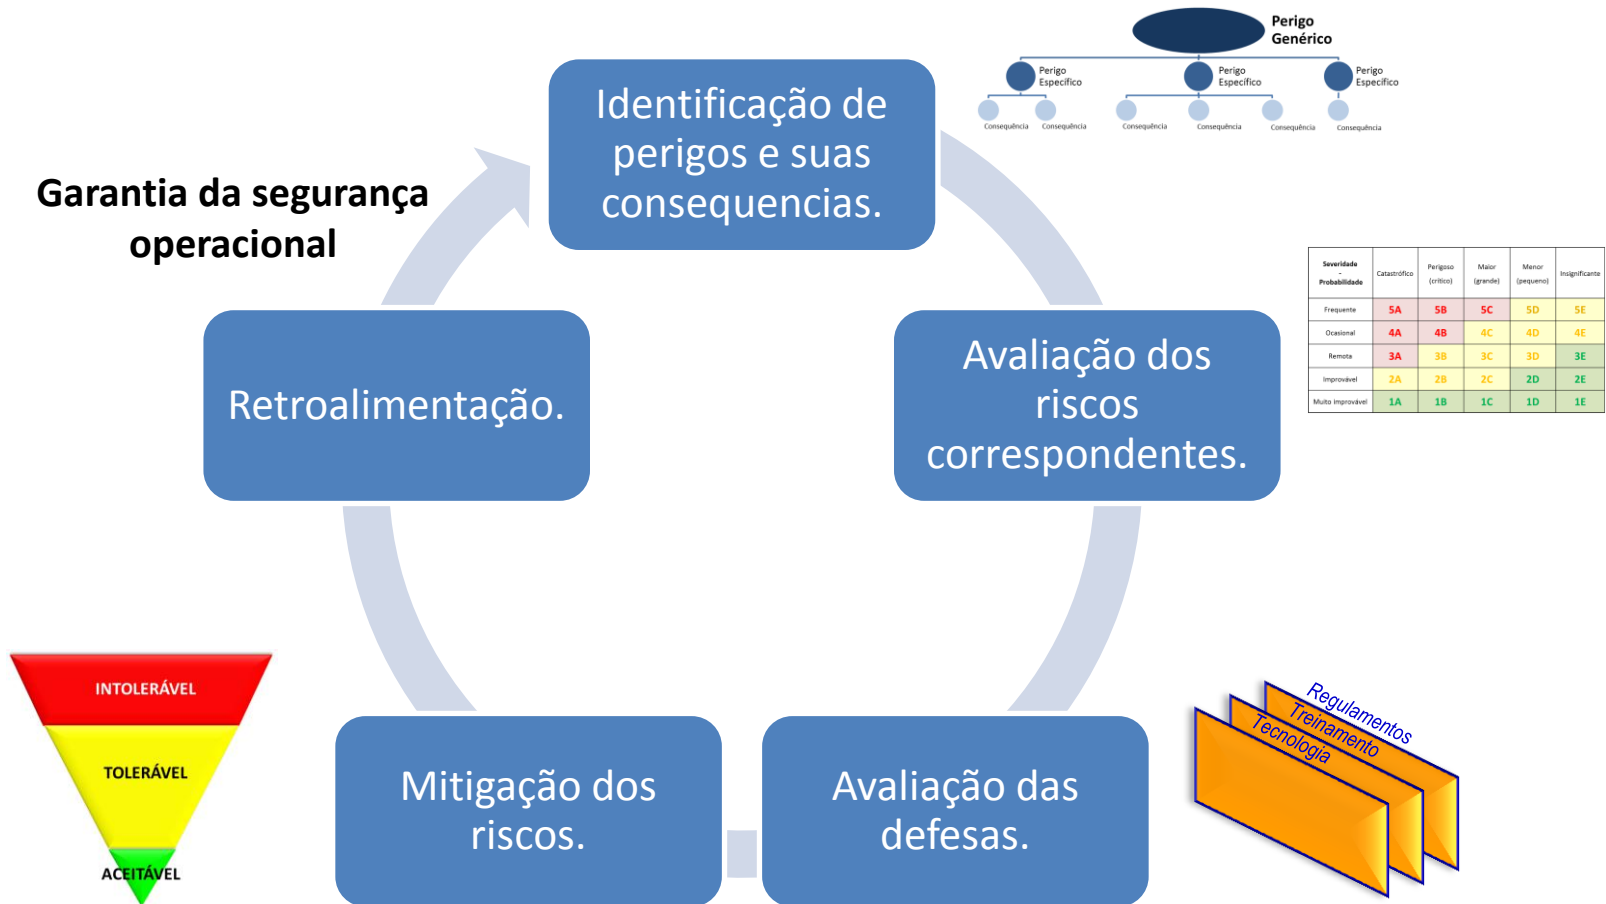 Perigo
Genérico
Perigo
Específico
Perigo
Específico
Perigo
Específico
Consequência
Consequência
Consequência
Consequência
Consequência
Consequência
Identificação de
perigos e suas
consequencias.
Garantia da segurança
operacional
Severidade
-
Probabilidade
Catastrófico
Perigoso
(crítico)
Maior
(grande)
Menor
(pequeno)
Insignificante
Frequente 5A 5B 5C 5D 5E
Ocasional 4A 4B 4C 4D 4E
Remota 3A 3B 3C 3D 3E
Improvável 2A 2B 2C 2D 2E
Muito Improvável 1A 1B 1C 1D 1E
Retroalimentação.
Avaliação dos
riscos
correspondentes.
INTOLERÁVEL
TOLERÁVEL
ACEITÁVEL
Mitigação dos
riscos.
Avaliação das
defesas.
Regulamentos
Treinamento
Tecnologia